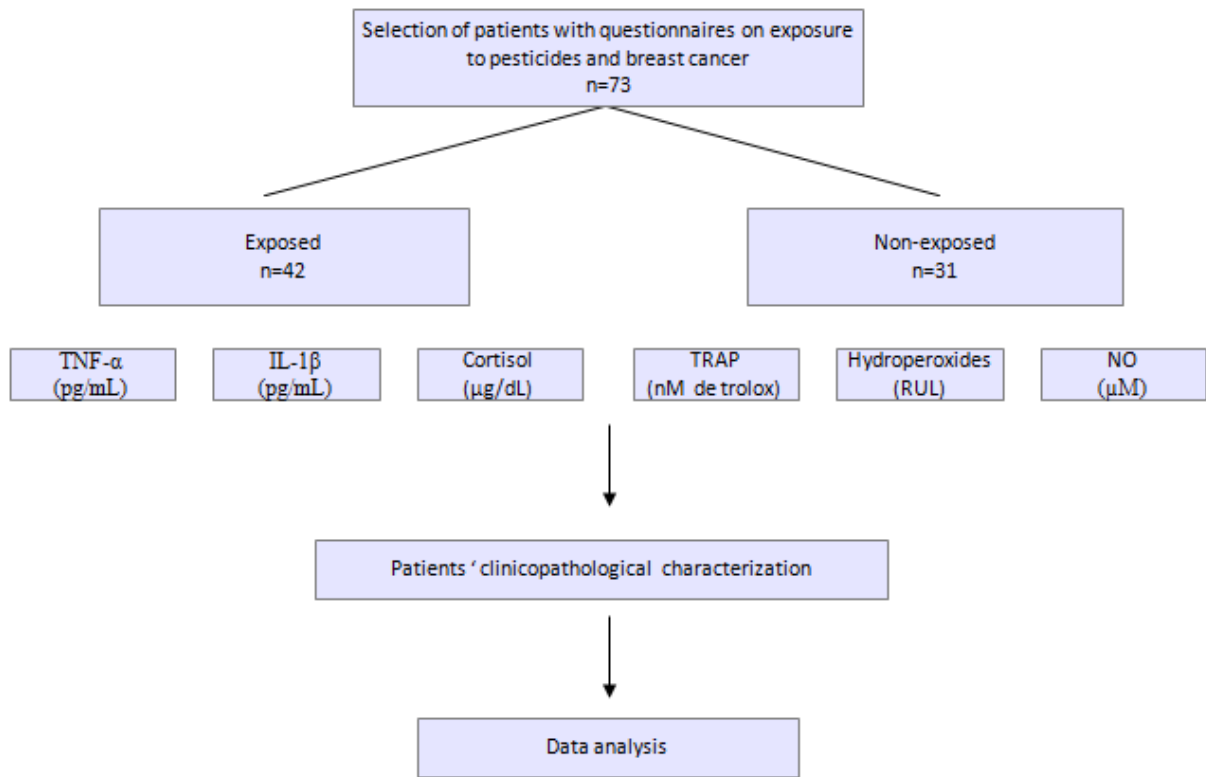 Selection of patients with questionnaires on exposure
to pesticides and breast cancer
n=73
Exposed
n=42
Non-exposed
n=31
TNF-α
(pg/mL)
IL-1β
(pg/mL)
Cortisol
(µg/dL)
TRAP
(nM de trolox)
Hydroperoxides
(RUL)
NO
(µM)
Patients ‘ clinicopathological characterization
Data analysis